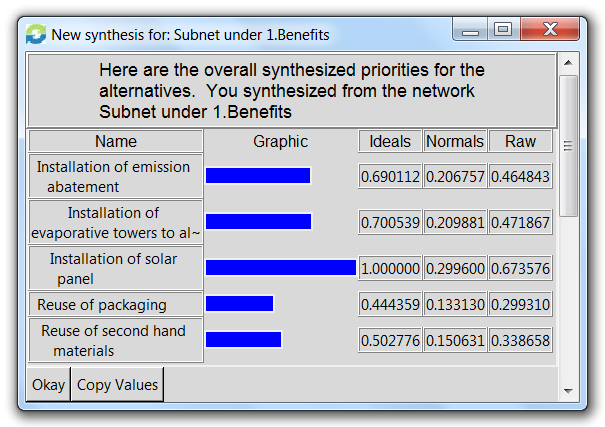 New synthesis for: Subnet under 1.Benefits
Here are the overall synthesized priorities for the
alternatives. You synthesized from the network
Subnet under 1.Benefits
Name Graphic Ideals Normals Raw
Installation of emission
abatement 0.690112 0.206757 0.464843
Installation of
evaporative towers to al~ 0.700539 0.209881 0.471867
Installation of solar
panel 1.000000 0.299600 0.673576
Reuse of packaging 0.444359 0.133130 0.299310
Reuse of second hand
materials 0.502776 0.150631 0.338658
Okay Copy Values